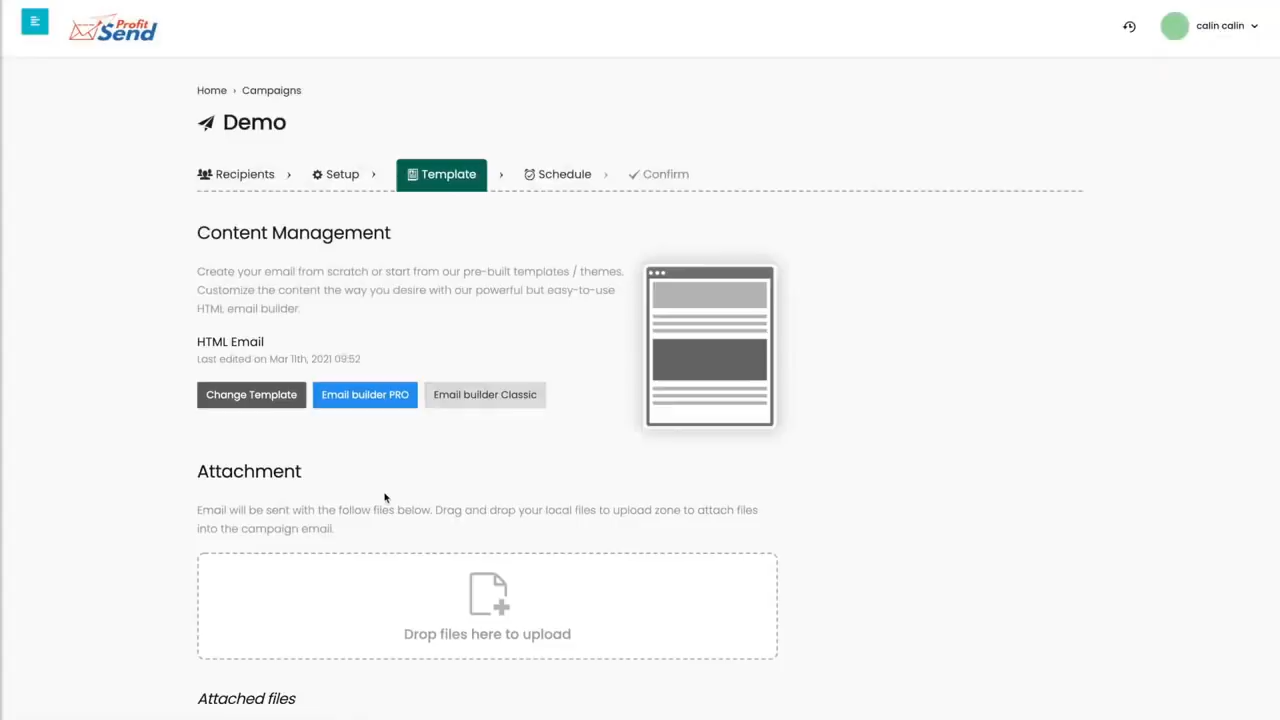 Profit
Send
calin calin
Home › Campaigns
Demo
Recipients › Setup › Template › Schedule › Confirm
Content Management
Create your email from scratch or start from our pre-built templates / themes.
Customize the content the way you desire with our powerful but easy-to-use
HTML email builder.
HTML Email
Last edited on Mar 11th, 2021 09:52
Change Template
Email builder PRO
Email builder Classic
Attachment
Email will be sent with the follow files below. Drag and drop your local files to upload zone to attach files
into the campaign email.
Drop files here to upload
Attached files